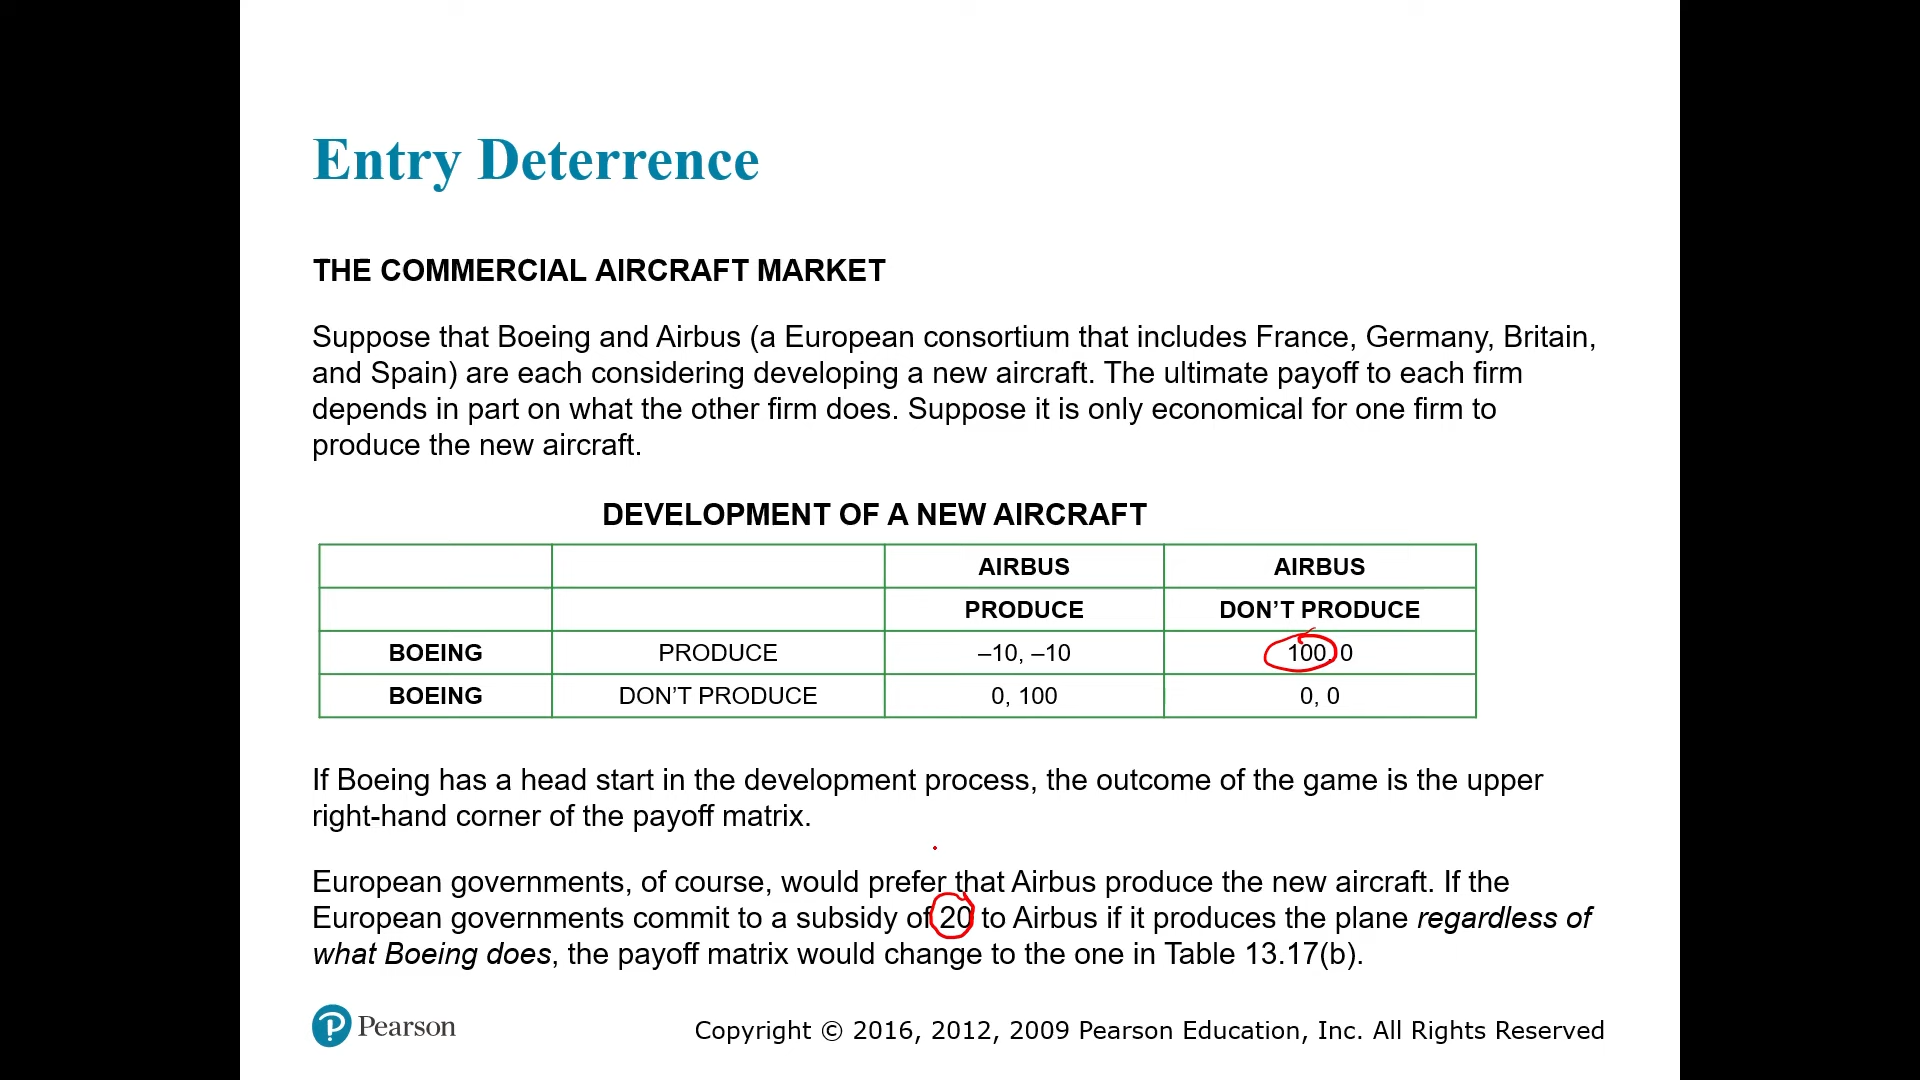 Entry Deterrence
THE COMMERCIAL AIRCRAFT MARKET
Suppose that Boeing and Airbus (a European consortium that includes France, Germany, Britain,
and Spain) are each considering developing a new aircraft. The ultimate payoff to each firm
depends in part on what the other firm does. Suppose it is only economical for one firm to
produce the new aircraft.
DEVELOPMENT OF A NEW AIRCRAFT
AIRBUS AIRBUS
PRODUCE DON’T PRODUCE
BOEING PRODUCE –10, –10 100, 0
BOEING DON’T PRODUCE 0, 100 0, 0
If Boeing has a head start in the development process, the outcome of the game is the upper
right-hand corner of the payoff matrix.
European governments, of course, would prefer that Airbus produce the new aircraft. If the
European governments commit to a subsidy of 20 to Airbus if it produces the plane regardless of
what Boeing does, the payoff matrix would change to the one in Table 13.17(b).
Pearson Copyright © 2016, 2012, 2009 Pearson Education, Inc. All Rights Reserved